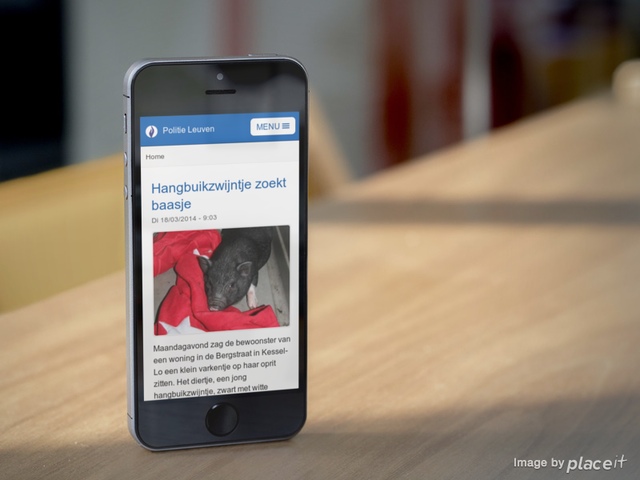 Politie Leuven
MENU
Home
Hangbuikzwijntje zoekt
baasje
Di 18/03/2014 - 9:03
Maandagavond zag de bewoonster van
een woning in de Bergstraat in Kessel-
Lo een klein varkentje op haar oprit
zitten. Het diertje, een jong
hangbuikzwijntje, zwart met witte
Image by placeit